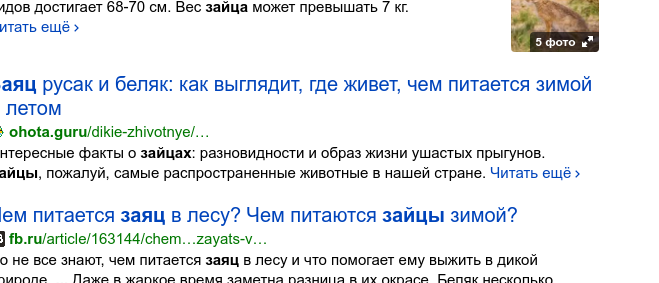 идов достигает 68-70 см. Вес зайца может превышать 7 кг.
итать ещё ›
5 фото
аяц русак и беляк: как выглядит, где живет, чем питается зимой
летом
ohota.guru/dikie-zhivotnye/…
нтересные факты о зайцах: разновидности и образ жизни ушастых прыгунов.
айцы, пожалуй, самые распространенные животные в нашей стране. Читать ещё ›
ем питается заяц в лесу? Чем питаются зайцы зимой?
fb.ru/article/163144/chem…zayats-v…
о не все знают, чем питается заяц в лесу и что помогает ему выжить в дикой
рироде. ... Даже в жаркое время заметна разница в их окрасе. Беляк несколько